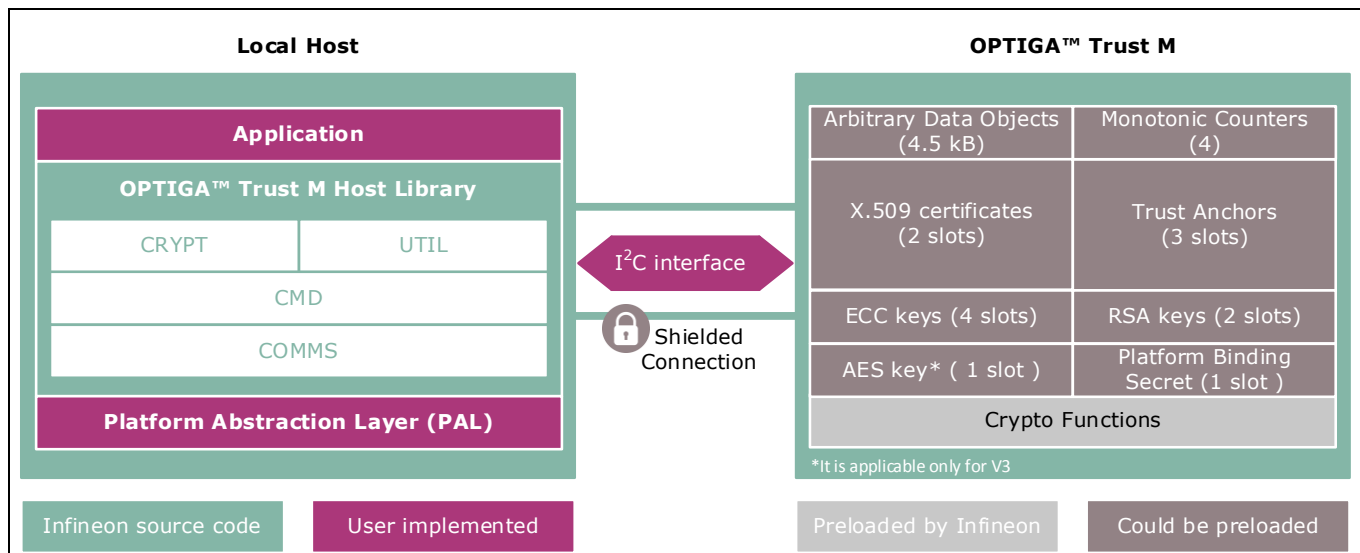 Local Host
OPTIGA™ Trust M
Application
OPTIGA™ Trust M Host Library
CRYPT
UTIL
CMD
COMMS
Platform Abstraction Layer (PAL)
I²C interface
Shielded
Connection
Arbitrary Data Objects
(4.5 kB)
Monotonic Counters
(4)
X.509 certificates
(2 slots)
Trust Anchors
(3 slots)
ECC keys (4 slots)
RSA keys (2 slots)
AES key* ( 1 slot )
Platform Binding
Secret (1 slot )
Crypto Functions
*It is applicable only for V3
Infineon source code
User implemented
Preloaded by Infineon
Could be preloaded